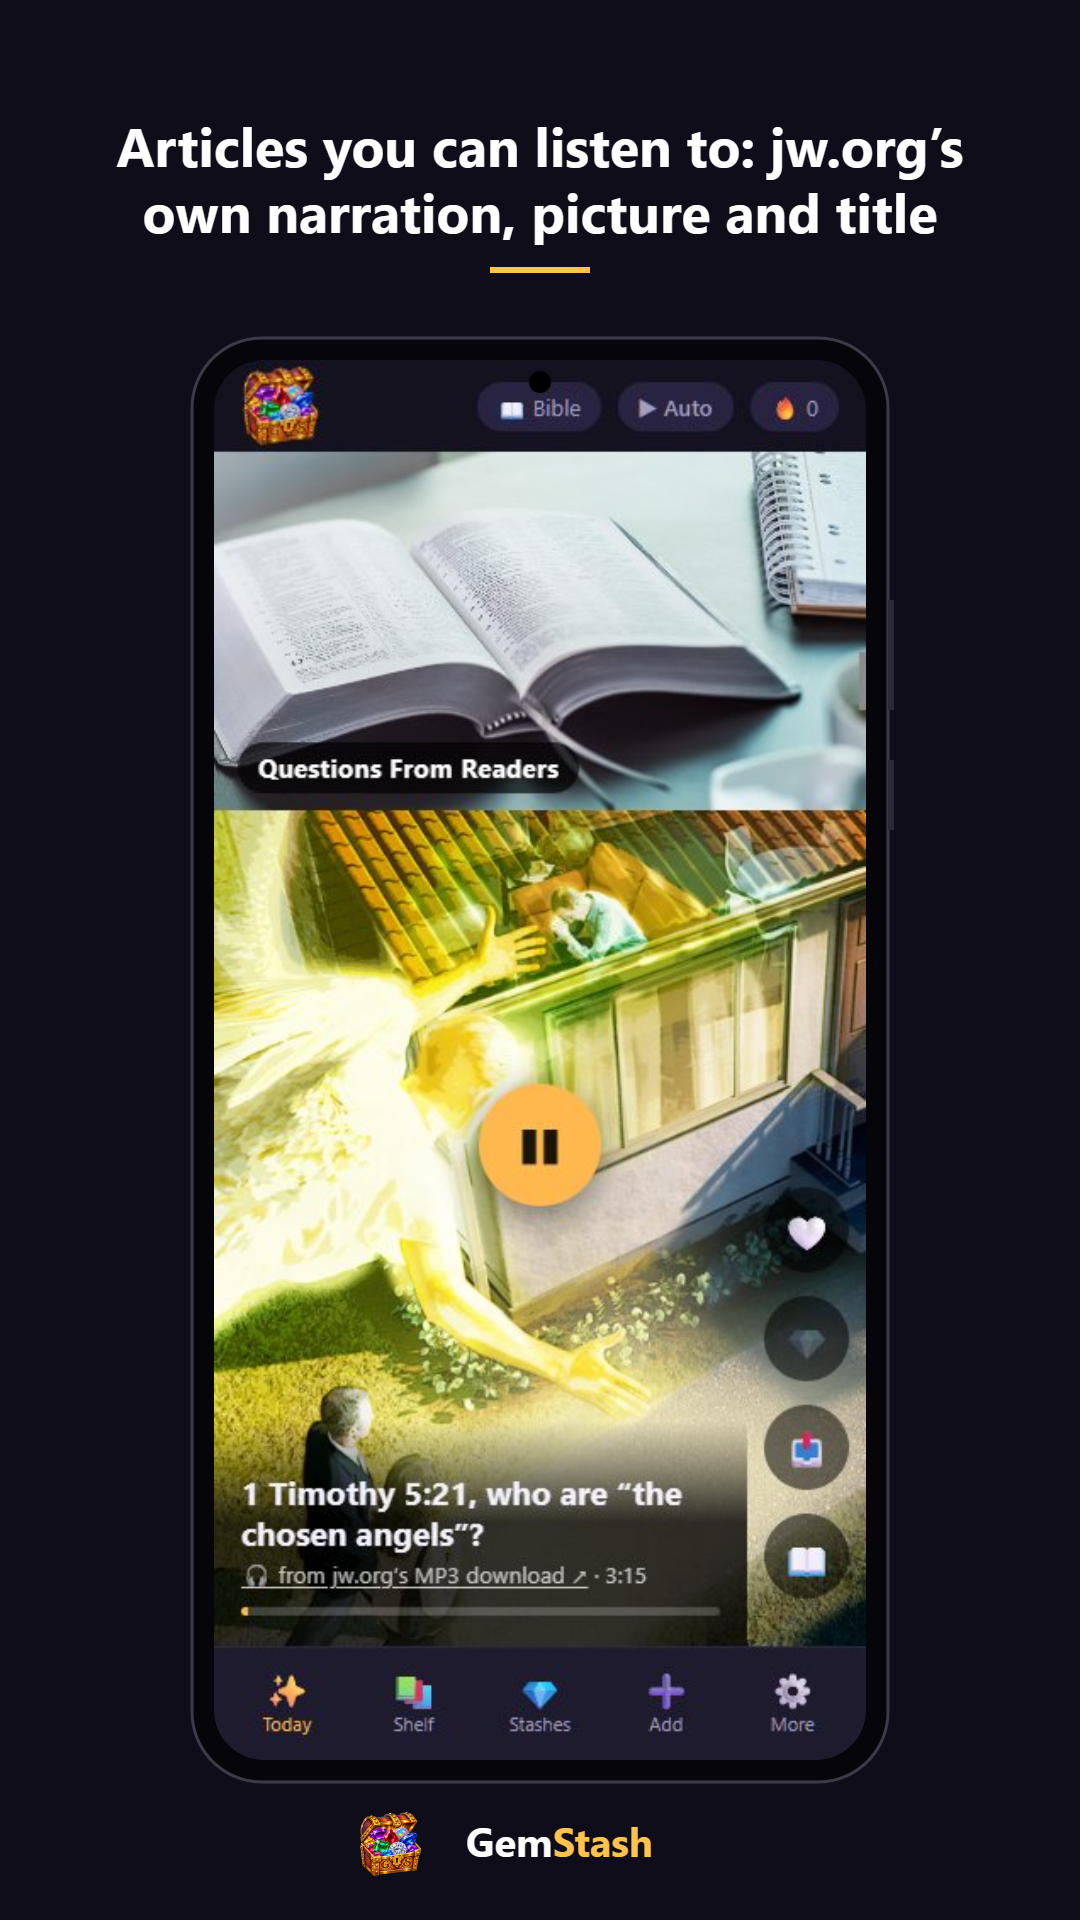 Articles you can listen to: jw.org’s
own narration, picture and title
Bible
Auto
0
Questions From Readers
1 Timothy 5:21, who are “the
chosen angels”?
from jw.org’s MP3 download ↗ · 3:15
Today
Shelf
Stashes
Add
More
GemStash